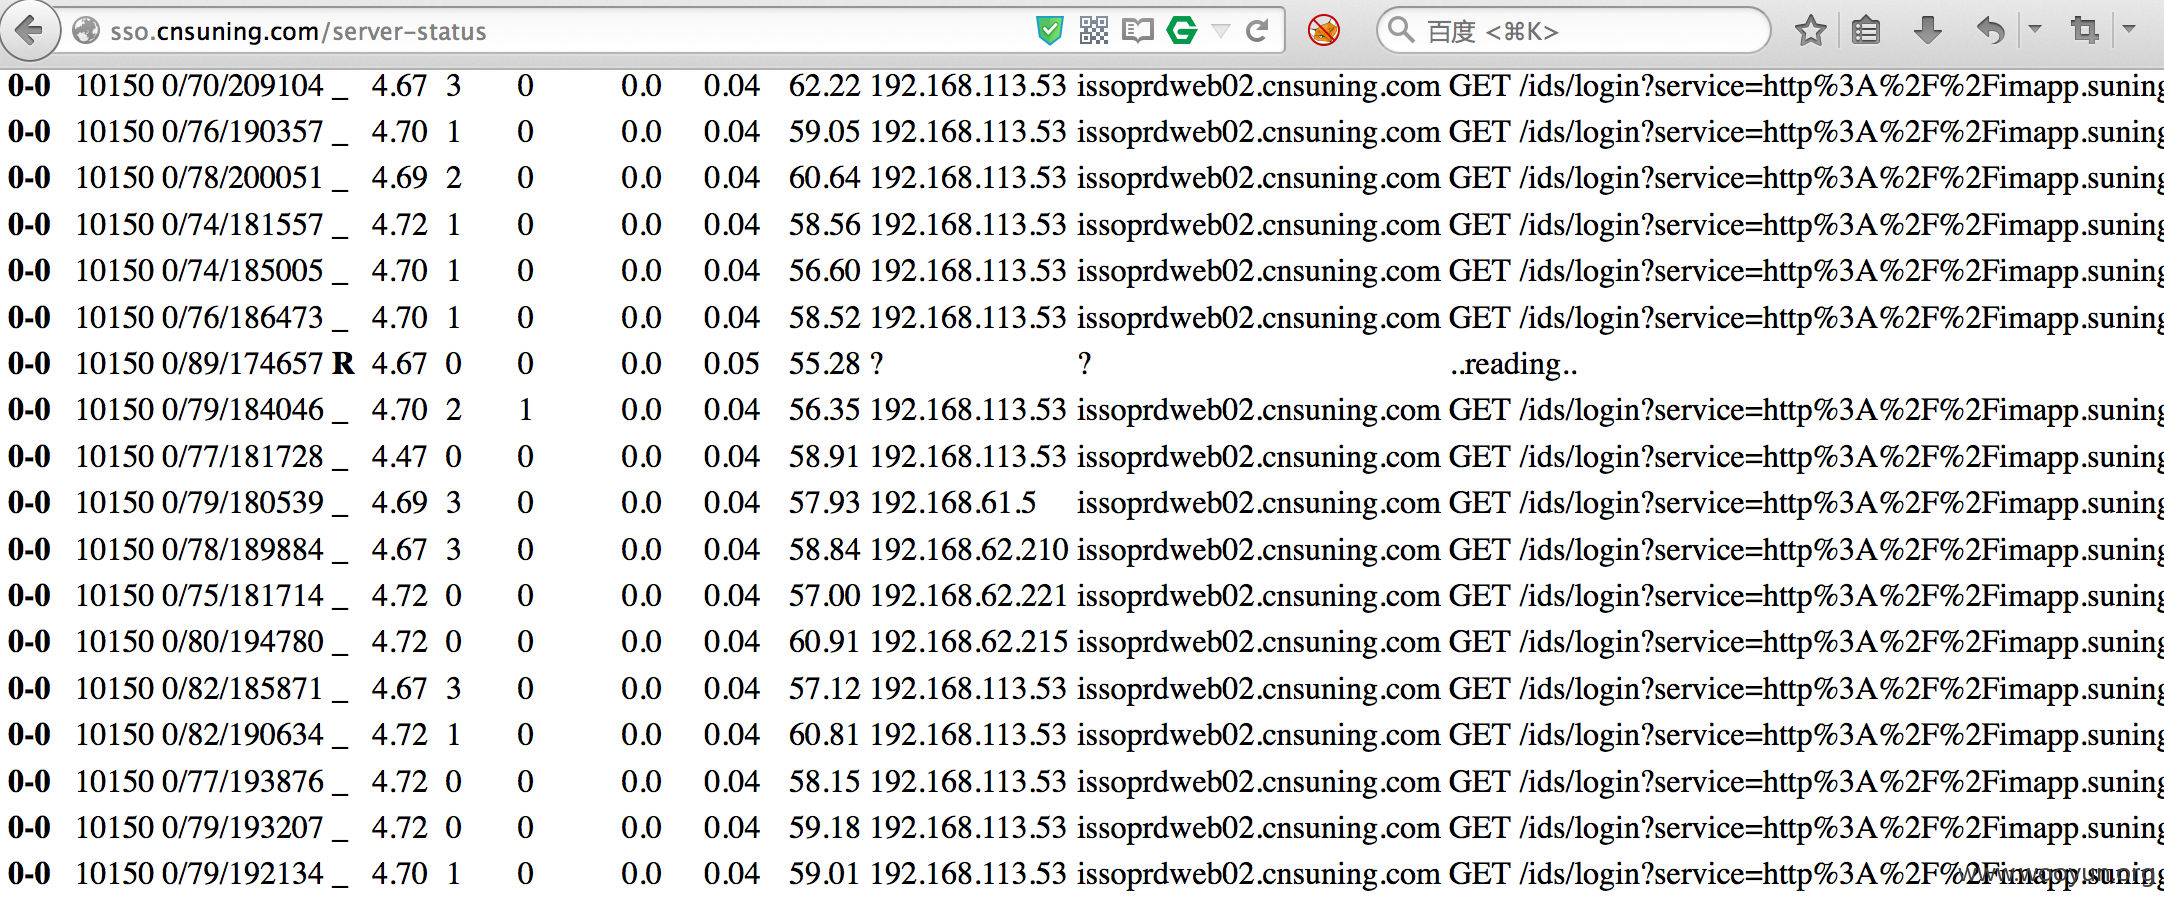 sso.cnsuning.com/server-status 百度 <⌘K>
0-0 10150 0/70/209104 _ 4.67 3 0 0.0 0.04 62.22 192.168.113.53 issoprdweb02.cnsuning.com GET /ids/login?service=http%3A%2F%2Fimapp.suning
0-0 10150 0/76/190357 _ 4.70 1 0 0.0 0.04 59.05 192.168.113.53 issoprdweb02.cnsuning.com GET /ids/login?service=http%3A%2F%2Fimapp.suning
0-0 10150 0/78/200051 _ 4.69 2 0 0.0 0.04 60.64 192.168.113.53 issoprdweb02.cnsuning.com GET /ids/login?service=http%3A%2F%2Fimapp.suning
0-0 10150 0/74/181557 _ 4.72 1 0 0.0 0.04 58.56 192.168.113.53 issoprdweb02.cnsuning.com GET /ids/login?service=http%3A%2F%2Fimapp.suning
0-0 10150 0/74/185005 _ 4.70 1 0 0.0 0.04 56.60 192.168.113.53 issoprdweb02.cnsuning.com GET /ids/login?service=http%3A%2F%2Fimapp.suning
0-0 10150 0/76/186473 _ 4.70 1 0 0.0 0.04 58.52 192.168.113.53 issoprdweb02.cnsuning.com GET /ids/login?service=http%3A%2F%2Fimapp.suning
0-0 10150 0/89/174657 R 4.67 0 0 0.0 0.05 55.28 ? ? ..reading..
0-0 10150 0/79/184046 _ 4.70 2 1 0.0 0.04 56.35 192.168.113.53 issoprdweb02.cnsuning.com GET /ids/login?service=http%3A%2F%2Fimapp.suning
0-0 10150 0/77/181728 _ 4.47 0 0 0.0 0.04 58.91 192.168.113.53 issoprdweb02.cnsuning.com GET /ids/login?service=http%3A%2F%2Fimapp.suning
0-0 10150 0/79/180539 _ 4.69 3 0 0.0 0.04 57.93 192.168.61.5 issoprdweb02.cnsuning.com GET /ids/login?service=http%3A%2F%2Fimapp.suning
0-0 10150 0/78/189884 _ 4.67 3 0 0.0 0.04 58.84 192.168.62.210 issoprdweb02.cnsuning.com GET /ids/login?service=http%3A%2F%2Fimapp.suning
0-0 10150 0/75/181714 _ 4.72 0 0 0.0 0.04 57.00 192.168.62.221 issoprdweb02.cnsuning.com GET /ids/login?service=http%3A%2F%2Fimapp.suning
0-0 10150 0/80/194780 _ 4.72 0 0 0.0 0.04 60.91 192.168.62.215 issoprdweb02.cnsuning.com GET /ids/login?service=http%3A%2F%2Fimapp.suning
0-0 10150 0/82/185871 _ 4.67 3 0 0.0 0.04 57.12 192.168.113.53 issoprdweb02.cnsuning.com GET /ids/login?service=http%3A%2F%2Fimapp.suning
0-0 10150 0/82/190634 _ 4.72 1 0 0.0 0.04 60.81 192.168.113.53 issoprdweb02.cnsuning.com GET /ids/login?service=http%3A%2F%2Fimapp.suning
0-0 10150 0/77/193876 _ 4.72 0 0 0.0 0.04 58.15 192.168.113.53 issoprdweb02.cnsuning.com GET /ids/login?service=http%3A%2F%2Fimapp.suning
0-0 10150 0/79/193207 _ 4.72 0 0 0.0 0.04 59.18 192.168.113.53 issoprdweb02.cnsuning.com GET /ids/login?service=http%3A%2F%2Fimapp.suning
0-0 10150 0/79/192134 _ 4.70 1 0 0.0 0.04 59.01 192.168.113.53 issoprdweb02.cnsuning.com GET /ids/login?service=http%3A%2F%2Fimapp.suning
www.wooyun.org